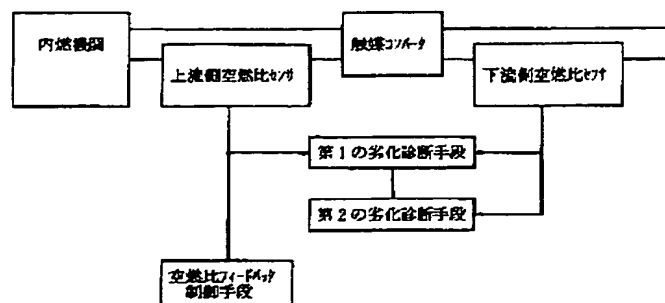 内燃機関
触媒ｺﾝﾊﾞｰﾀ
上流側空燃比ｾﾝｻ
下流側空燃比ｾﾝｻ
第１の劣化診断手段
第２の劣化診断手段
空燃比ﾌｨｰﾄﾞﾊﾞｯｸ
制御手段